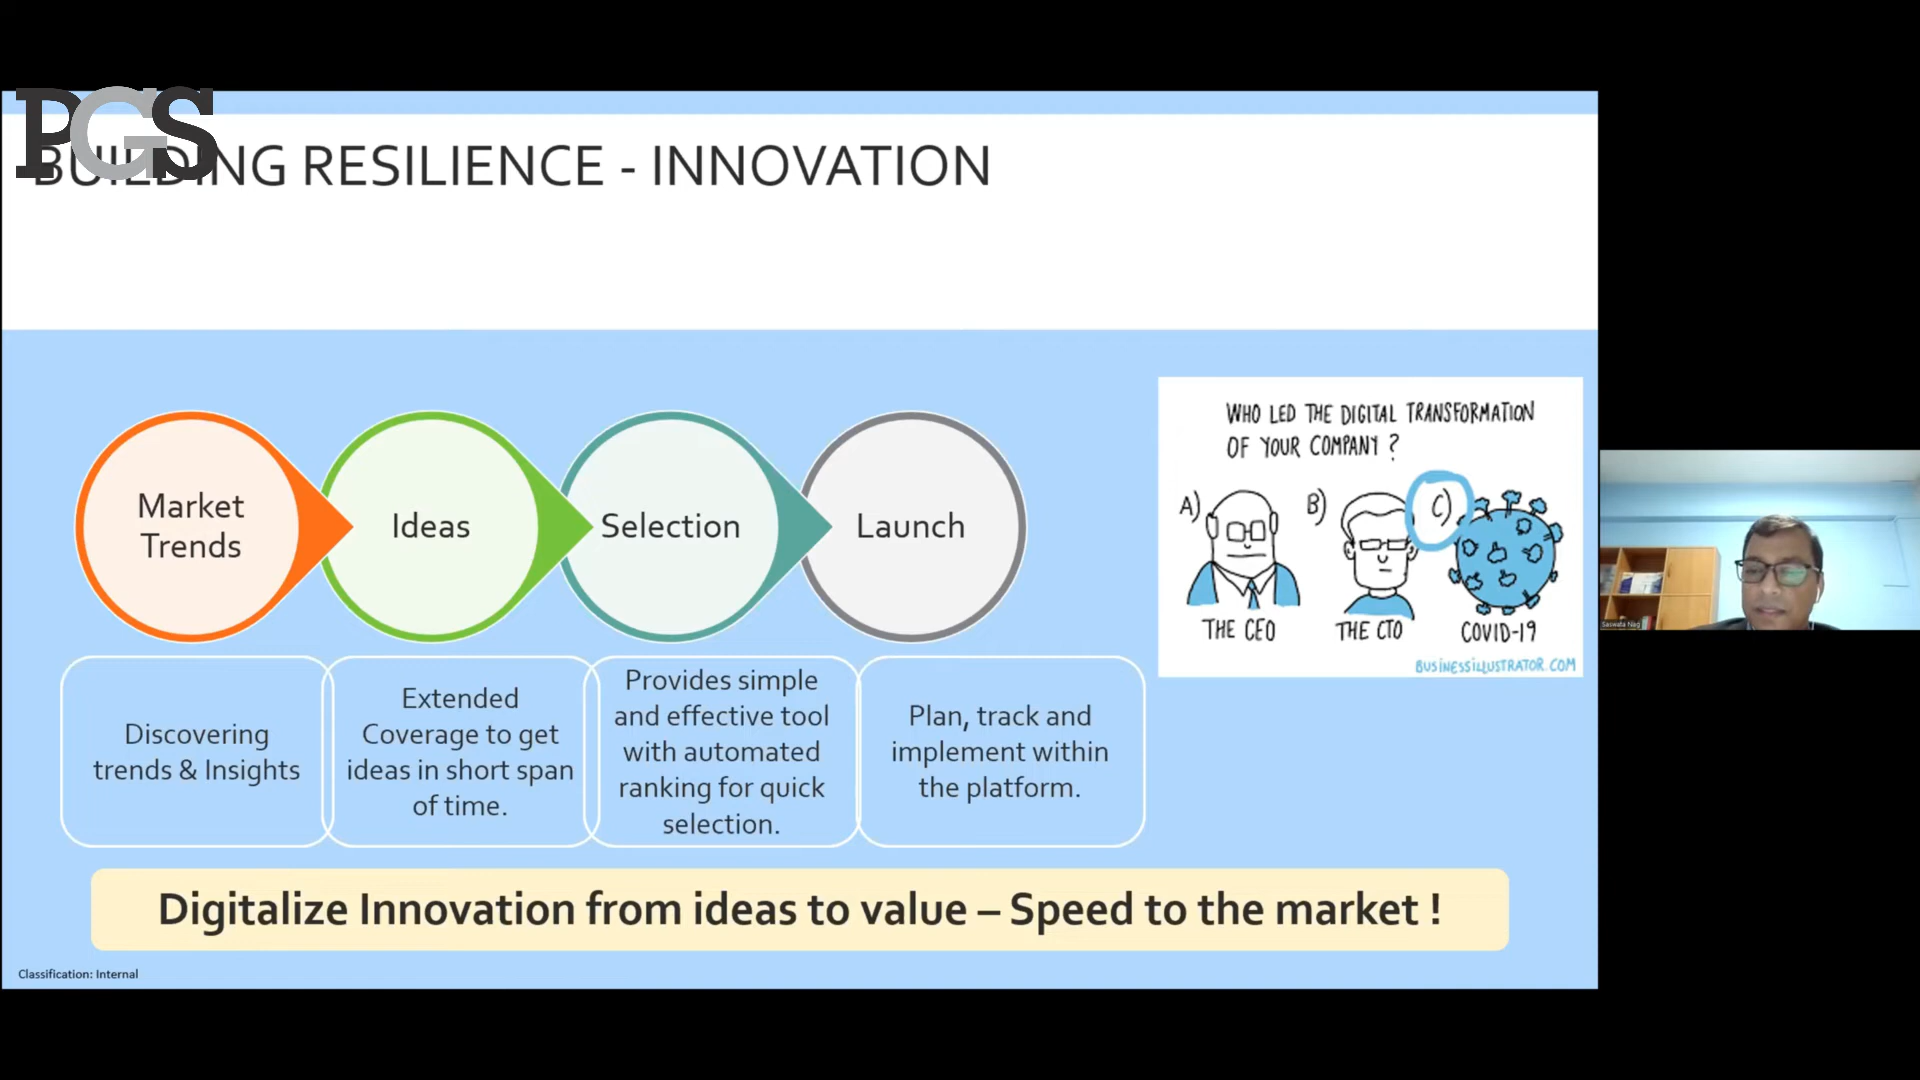 PGS
BUILDING RESILIENCE - INNOVATION
Market
Trends
Ideas
Selection
Launch
Discovering
trends & Insights
Extended
Coverage to get
ideas in short span
of time.
Provides simple
and effective tool
with automated
ranking for quick
selection.
Plan, track and
implement within
the platform.
WHO LED THE DIGITAL TRANSFORMATION
OF YOUR COMPANY?
A)
B)
C)
THE CEO
THE CTO
COVID-19
BUSINESSILLUSTRATOR.COM
Saswata Nag
Digitalize Innovation from ideas to value – Speed to the market !
Classification: Internal